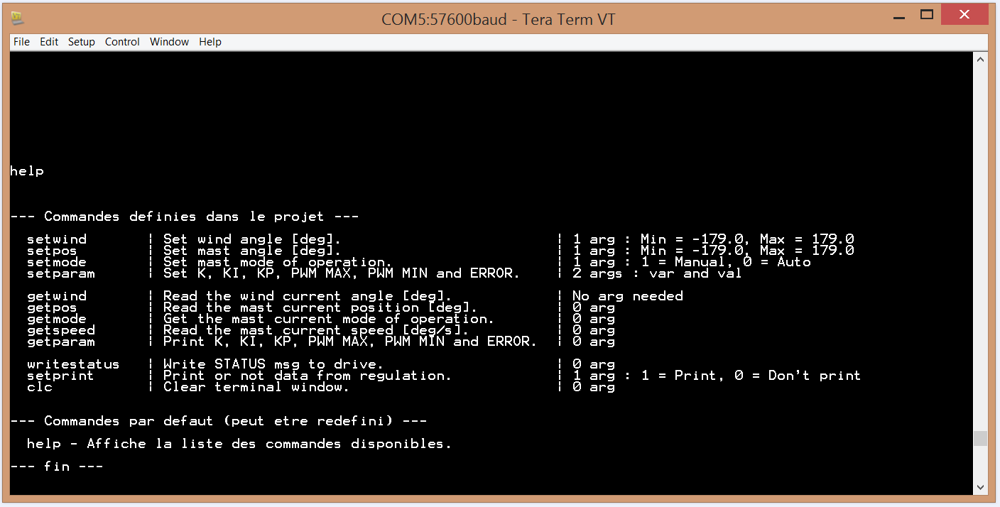 COM5:57600baud - Tera Term VT
File Edit Setup Control Window Help
help
--- Commandes definies dans le projet ---
setwind | Set wind angle [deg]. | 1 arg : Min = -179.0, Max = 179.0
setpos | Set mast angle [deg]. | 1 arg : Min = -179.0, Max = 179.0
setmode | Set mast mode of operation. | 1 arg : 1 = Manual, 0 = Auto
setparam | Set K, KI, KP, PWM MAX, PWM MIN and ERROR. | 2 args : var and val
getwind | Read the wind current angle [deg]. | No arg needed
getpos | Read the mast current position [deg]. | 0 arg
getmode | Get the mast current mode of operation. | 0 arg
getspeed | Read the mast current speed [deg/s]. | 0 arg
getparam | Print K, KI, KP, PWM MAX, PWM MIN and ERROR. | 0 arg
writestatus | Write STATUS msg to drive. | 0 arg
setprint | Print or not data from regulation. | 1 arg : 1 = Print, 0 = Don't print
clc | Clear terminal window. | 0 arg
--- Commandes par defaut (peut etre redefini) ---
help - Affiche la liste des commandes disponibles.
--- fin ---